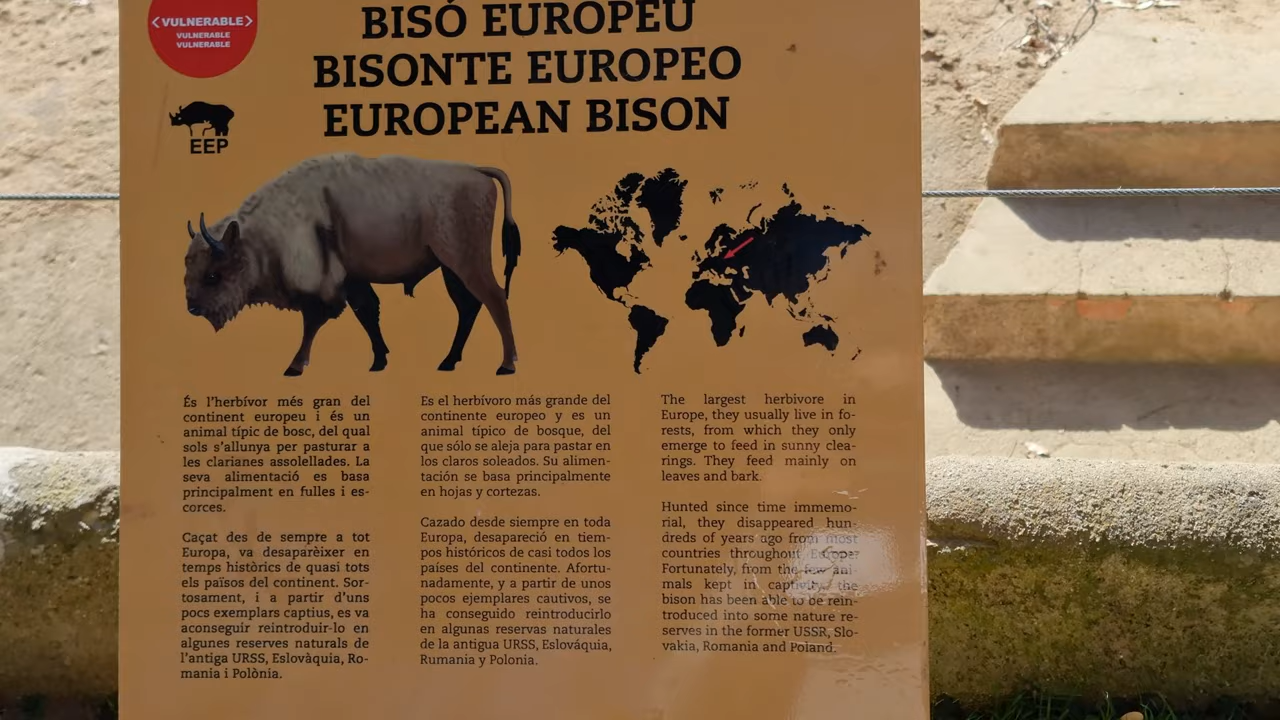 <VULNERABLE>
VULNERABLE
VULNERABLE
EEP
BISÓ EUROPEU
BISONTE EUROPEO
EUROPEAN BISON
És l'herbívor més gran del
continent europeu i és un
animal típic de bosc, del qual
sols s'allunya per pasturar a
les clarianes assolellades. La
seva alimentació es basa
principalment en fulles i es-
corces.
Caçat des de sempre a tot
Europa, va desaparèixer en
temps històrics de quasi tots
els països del continent. Sor-
tosament, i a partir d'uns
pocs exemplars captius, es va
aconseguir reintroduir-lo en
algunes reserves naturals de
l'antiga URSS, Eslovàquia, Ro-
mania i Polònia.
Es el herbívoro más grande del
continente europeo y es un
animal típico de bosque, del
que sólo se aleja para pastar en
los claros soleados. Su alimen-
tación se basa principalmente
en hojas y cortezas.
Cazado desde siempre en toda
Europa, desapareció en tiem-
pos históricos de casi todos los
países del continente. Afortu-
nadamente, y a partir de unos
pocos ejemplares cautivos, se
ha conseguido reintroducirlo
en algunas reservas naturales
de la antigua URSS, Eslováquia,
Rumania y Polonia.
The largest herbivore in
Europe, they usually live in fo-
rests, from which they only
emerge to feed in sunny clea-
rings. They feed mainly on
leaves and bark.
Hunted since time immemo-
rial, they disappeared hun-
dreds of years ago from most
countries throughout Europe?
Fortunately, from the few ani-
mals kept in captivity, the
bison has been able to be rein-
troduced into some nature re-
serves in the former USSR, Slo-
vakia, Romania and Poland.